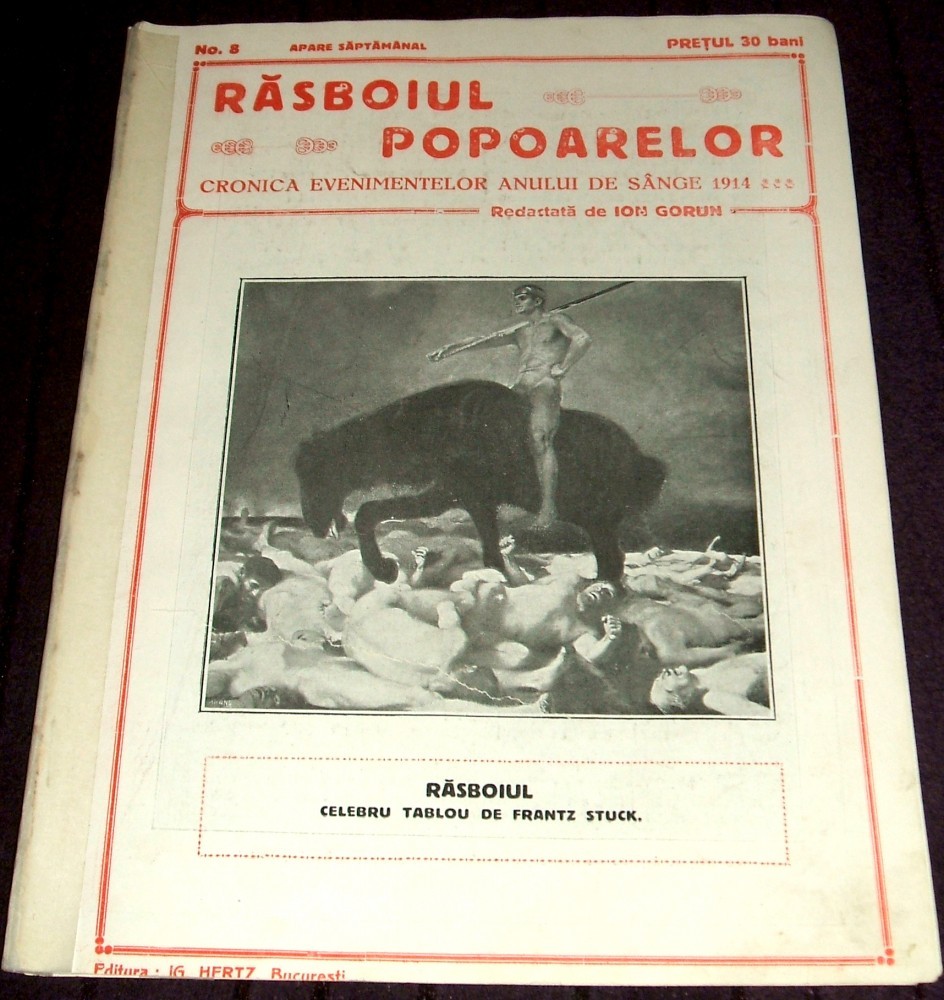 No. 8 APARE SĂPTĂMÂNAL PREȚUL 30 bani
RĂSBOIUL
POPOARELOR
CRONICA EVENIMENTELOR ANULUI DE SÂNGE 1914
Redactată de ION GORUN
RĂSBOIUL
CELEBRU TABLOU DE FRANTZ STUCK.
Editura: IG. HERTZ, București